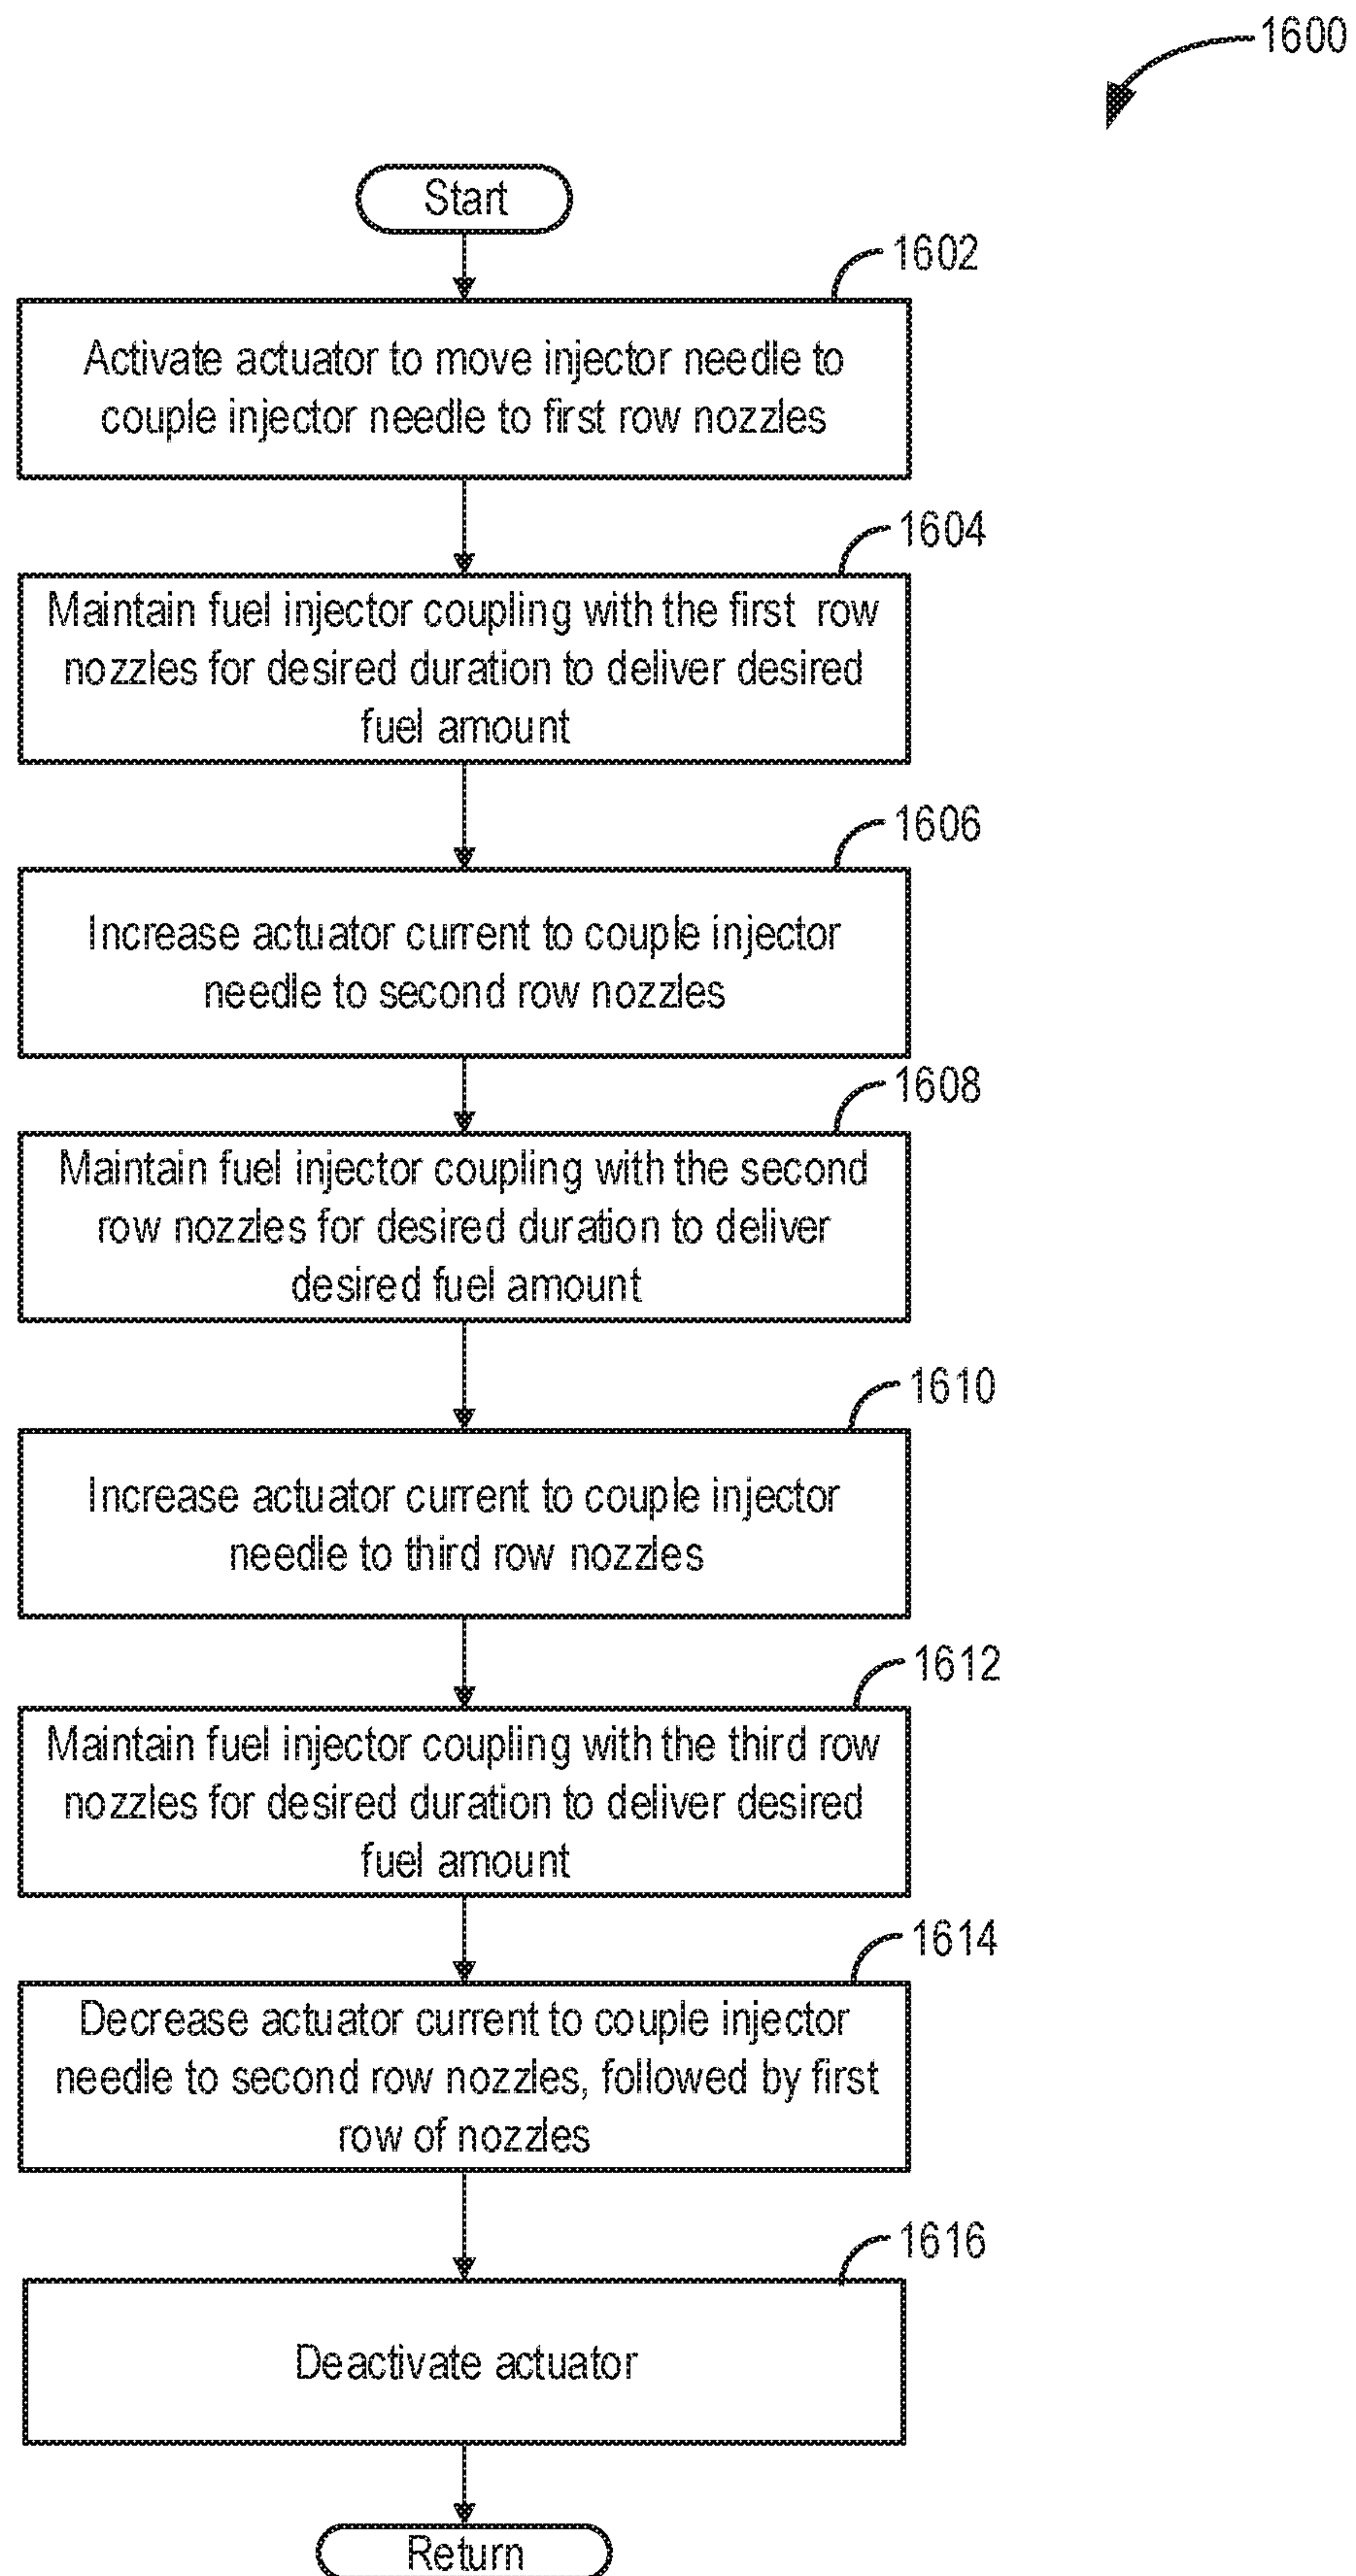 1600
Start
1602
Activate actuator to move injector needle to
couple injector needle to first row nozzles
1604
Maintain fuel injector coupling with the first row
nozzles for desired duration to deliver desired
fuel amount
1606
Increase actuator current to couple injector
needle to second row nozzles
1608
Maintain fuel injector coupling with the second
row nozzles for desired duration to deliver
desired fuel amount
1610
Increase actuator current to couple injector
needle to third row nozzles
1612
Maintain fuel injector coupling with the third row
nozzles for desired duration to deliver desired
fuel amount
1614
Decrease actuator current to couple injector
needle to second row nozzles, followed by first
row of nozzles
1616
Deactivate actuator
Return